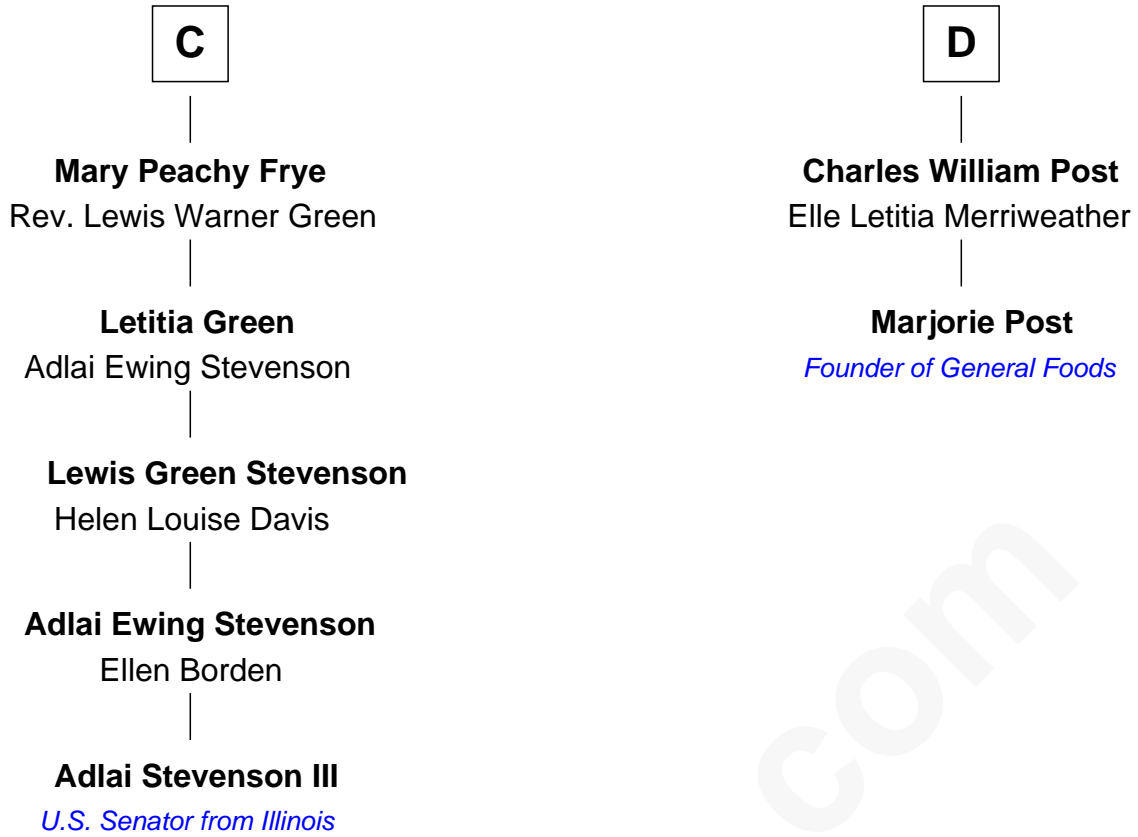 C
Mary Peachy Frye
Rev. Lewis Warner Green
Letitia Green
Adlai Ewing Stevenson
Lewis Green Stevenson
Helen Louise Davis
Adlai Ewing Stevenson
Ellen Borden
Adlai Stevenson III
U.S. Senator from Illinois
D
Charles William Post
Elle Letitia Merriweather
Marjorie Post
Founder of General Foods
com